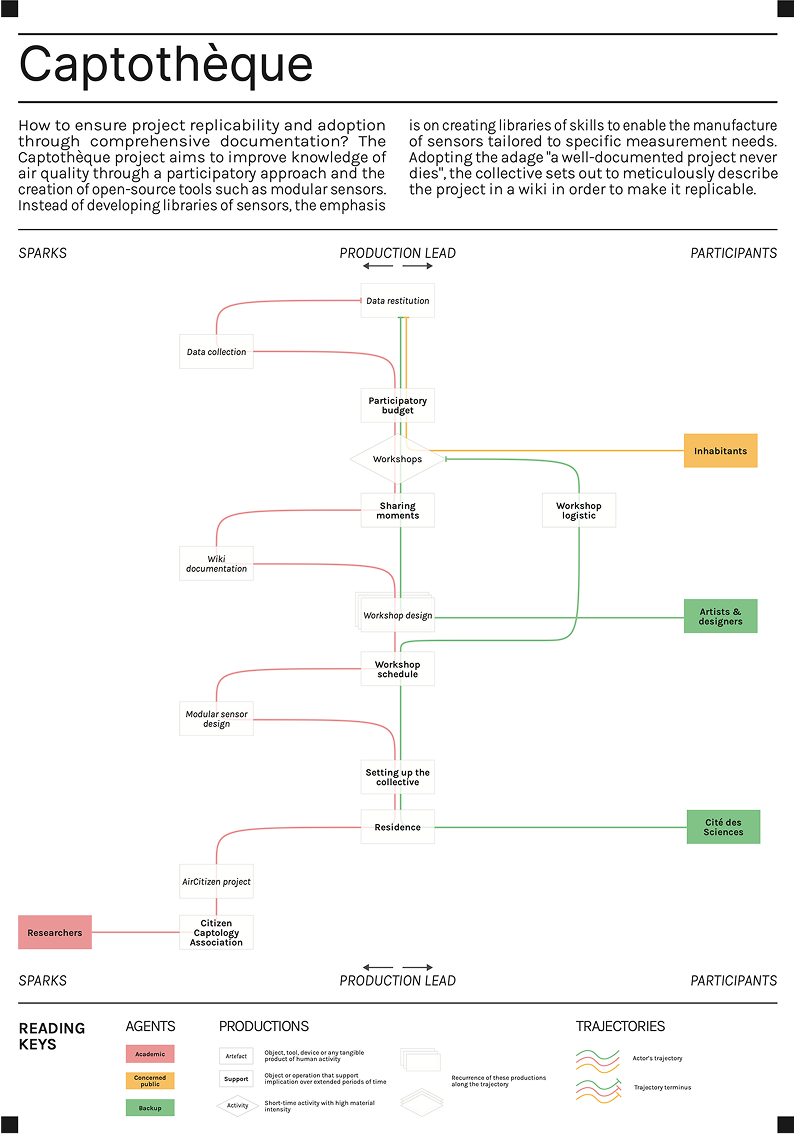 Captothèque
How to ensure project replicability and adoption
through comprehensive documentation? The
Captothèque project aims to improve knowledge of
air quality through a participatory approach and the
creation of open-source tools such as modular sensors.
Instead of developing libraries of sensors, the emphasis
is on creating libraries of skills to enable the manufacture
of sensors tailored to specific measurement needs.
Adopting the adage "a well-documented project never
dies", the collective sets out to meticulously describe
the project in a wiki in order to make it replicable.
SPARKS
PRODUCTION LEAD
PARTICIPANTS
Data restitution
Data collection
Participatory
budget
Inhabitants
Workshops
Sharing
moments
Workshop
logistic
Wiki
documentation
Workshop design
Artists &
designers
Workshop
schedule
Modular sensor
design
Setting up the
collective
Residence
Cité des
Sciences
AirCitizen project
Researchers
Citizen
Captology
Association
SPARKS
PRODUCTION LEAD
PARTICIPANTS
READING
KEYS
AGENTS
Academic
Concerned
public
Backup
PRODUCTIONS
Artefact
Object, tool, device or any tangible
product of human activity
Support
Object or operation that support
implication over extended periods of time
Activity
Short-time activity with high material
intensity
Recurrence of these productions
along the trajectory
TRAJECTORIES
Actor's trajectory
Trajectory terminus